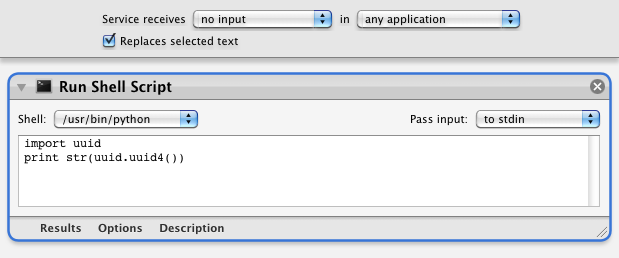 Service receives no input in any application
Replaces selected text
Run Shell Script
Shell: /usr/bin/python Pass input: to stdin
import uuid
print str(uuid.uuid4())
Results Options Description